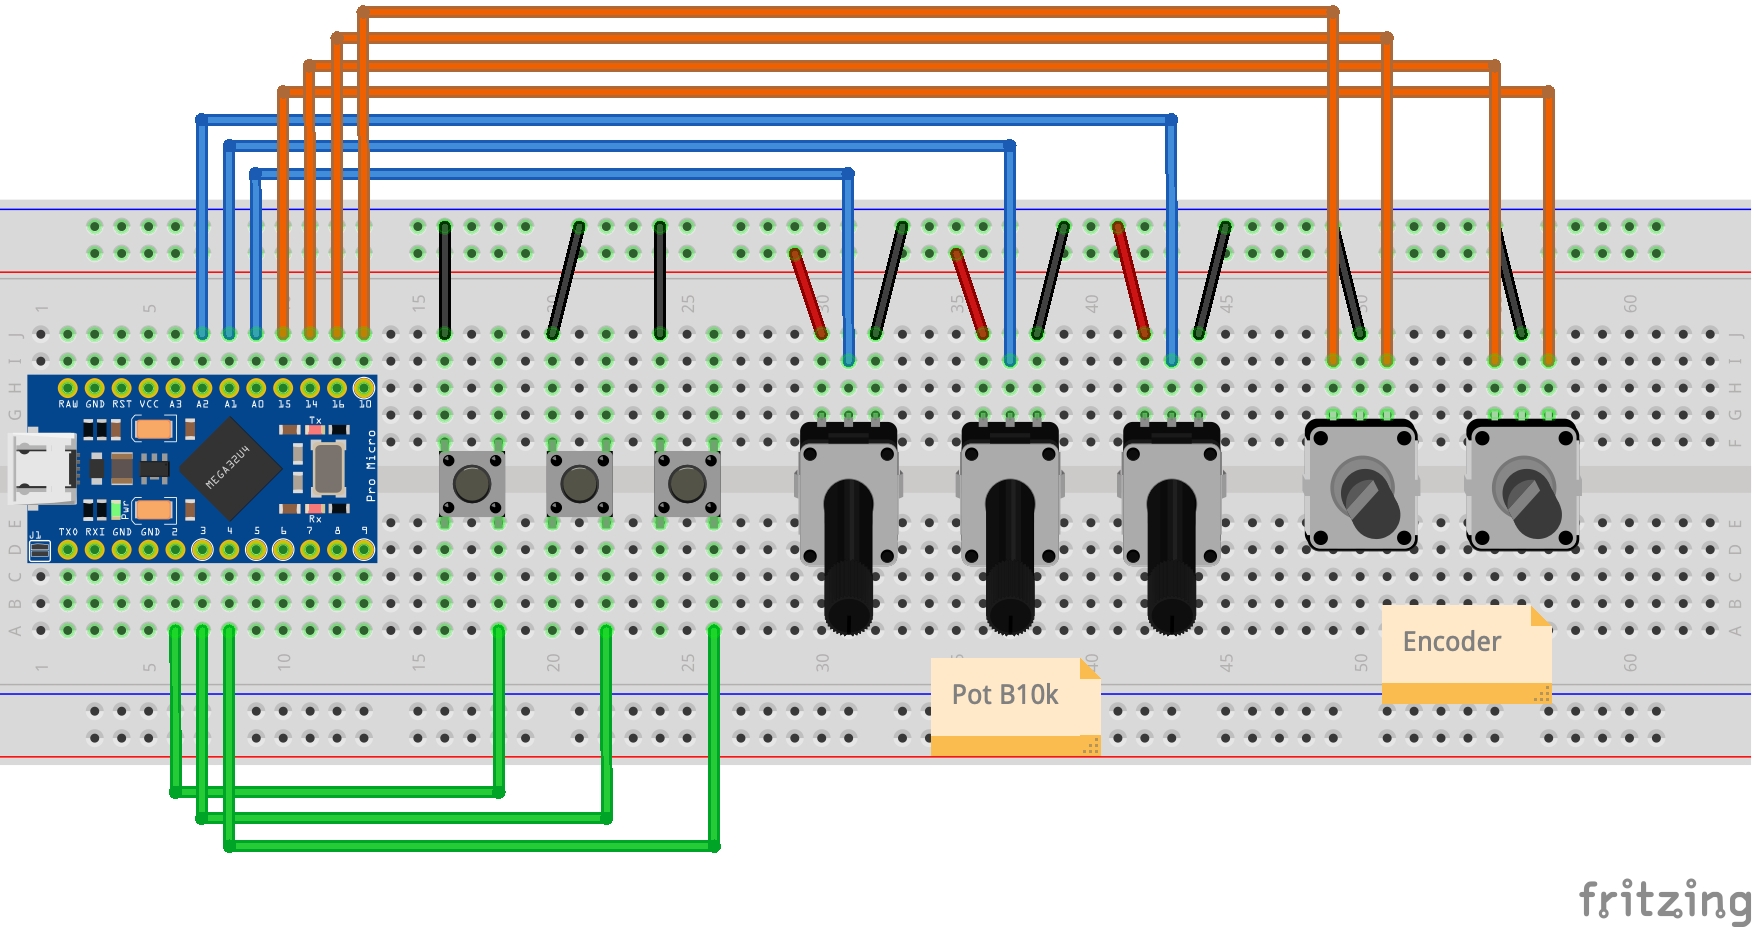 1 5 10 15 20 25 30 35 40 45 50 60
J J
I I
H H
G G
F F
RAW GND RST VCC A3 A2 A1 A0 15 14 16 10
Tx
MEGA32U4
Pro Micro
Pwr
Rx
J1
TXO RXI GND GND 2 3 4 5 6 7 8 9
E E
D D
C C
B B
A A
1 5 10 15 20 25 30 35 40 45 50 60
Encoder
Pot B10k
fritzing